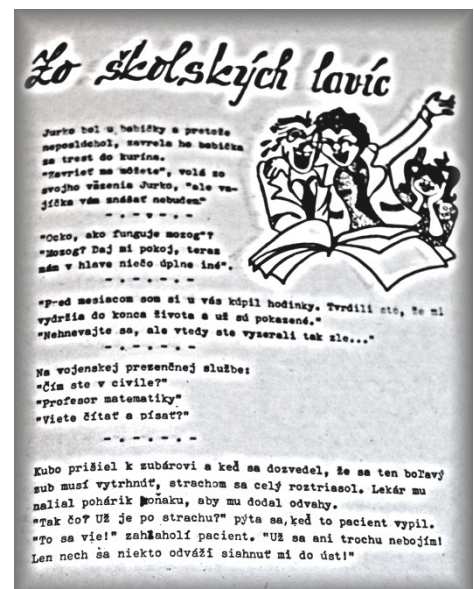 Zo školských lavíc
Jurko bol u babičky a pretože
neposlúchol, zavrela ho babička
za trest do kurína.
"Zavrieť ma môžete", volá zo
svojho väzenia Jurko, "ale va-
jíčka vám znášať nebudem"
- . - . - . -
"Ocko, ako funguje mozog"?
"Mozog? Daj mi pokoj, teraz
mám v hlave niečo úplne iné".
- . - . - . -
"Pred mesiacom som si u vás kúpil hodinky. Tvrdili ste, že mi
vydržia do konca života a už sú pokazené."
"Nehnevajte sa, ale vtedy ste vyzerali tak zle..."
- . - . - . -
Na vojenskej prezenčnej službe:
"Čím ste v civile?"
"Profesor matematiky"
"Viete čítať a písať?"
- . - . - . -
Kubo prišiel k zubárovi a keď sa dozvedel, že sa ten boľavý
zub musí vytrhnúť, strachom sa celý roztriasol. Lekár mu
nalial pohárik koňaku, aby mu dodal odvahy.
"Tak čo? Už je po strachu?" pýta sa,keď to pacient vypil.
"To sa vie!" zahlaholí pacient. "Už sa ani trochu nebojím!
Len nech sa niekto odváži siahnuť mi do úst!"